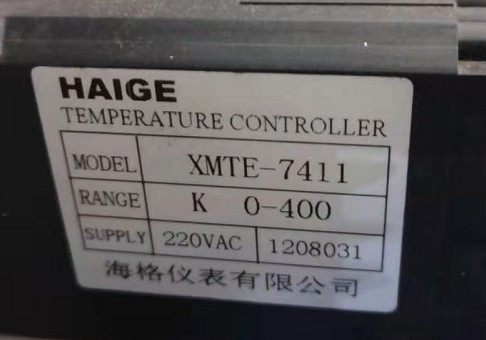 HAIGE
TEMPERATURE CONTROLLER
MODEL XMTE-7411
RANGE K 0-400
SUPPLY 220VAC 1208031
海格仪表有限公司